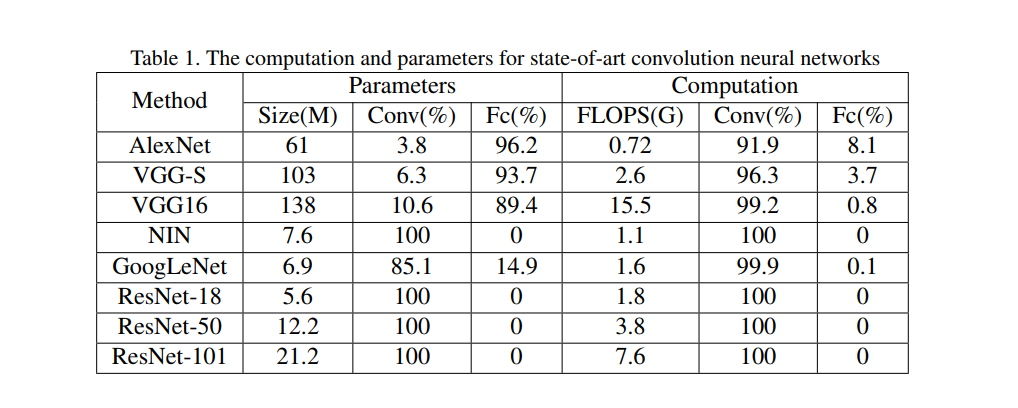 Table 1. The computation and parameters for state-of-art convolution neural networks
Method Parameters Computation
Size(M) Conv(%) Fc(%) FLOPS(G) Conv(%) Fc(%)
AlexNet 61 3.8 96.2 0.72 91.9 8.1
VGG-S 103 6.3 93.7 2.6 96.3 3.7
VGG16 138 10.6 89.4 15.5 99.2 0.8
NIN 7.6 100 0 1.1 100 0
GoogLeNet 6.9 85.1 14.9 1.6 99.9 0.1
ResNet-18 5.6 100 0 1.8 100 0
ResNet-50 12.2 100 0 3.8 100 0
ResNet-101 21.2 100 0 7.6 100 0